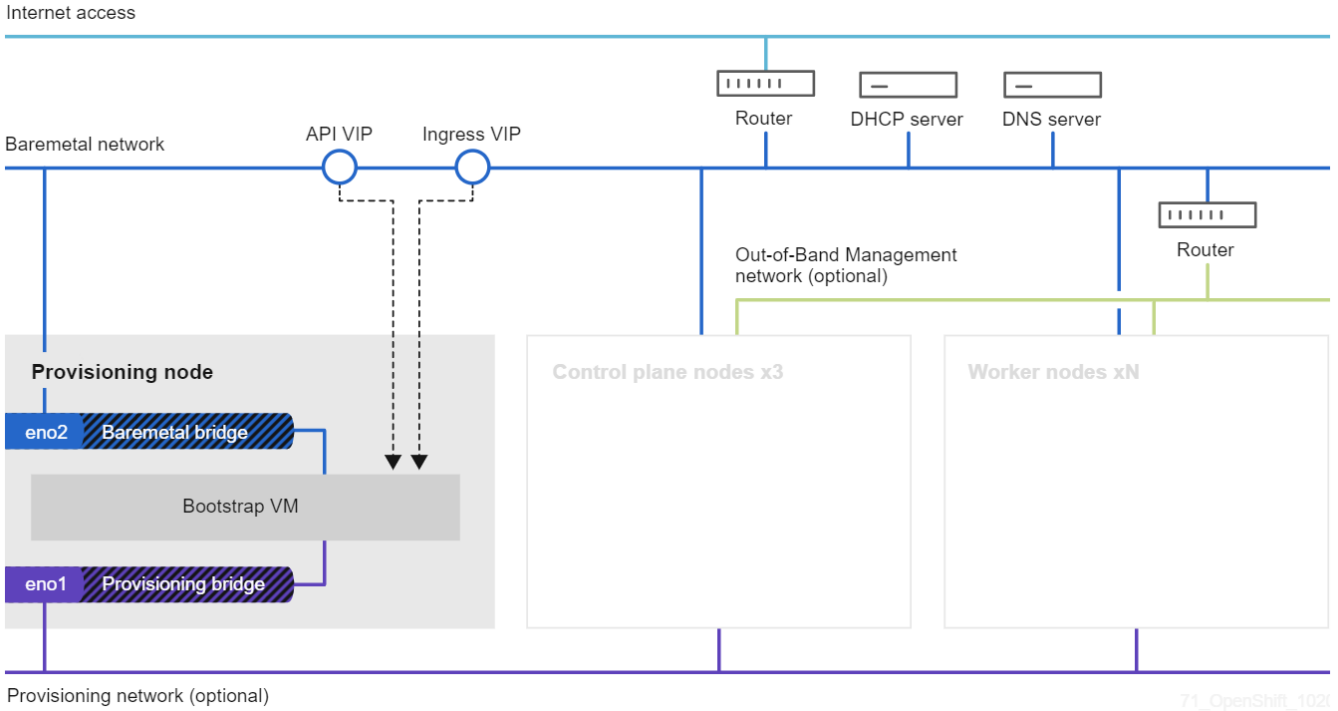 Internet access
Router
DHCP server
DNS server
Baremetal network
API VIP
Ingress VIP
Router
Out-of-Band Management
network (optional)
Provisioning node
Control plane nodes x3
Worker nodes xN
eno2
Baremetal bridge
Bootstrap VM
eno1
Provisioning bridge
Provisioning network (optional)
71_OpenShift_1020